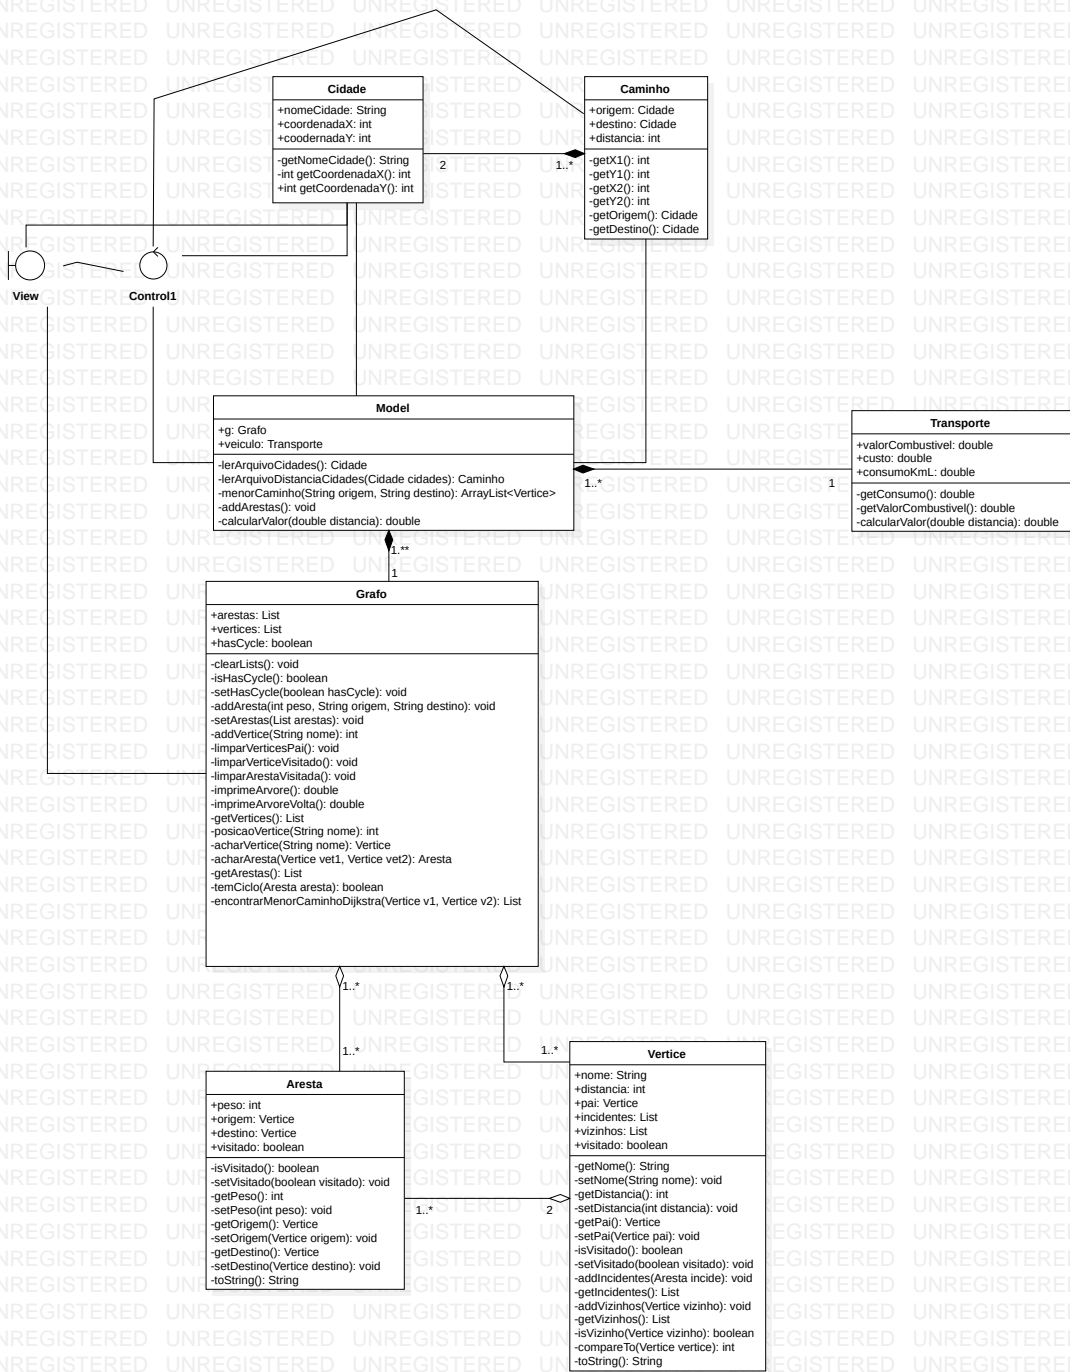 Cidade
+nomeCidade: String
+coordenadaX: int
+coodernadaY: int
-getNomeCidade(): String
-int getCoordenadaX(): int
+int getCoordenadaY(): int
2
1..*
Caminho
+origem: Cidade
+destino: Cidade
+distancia: int
-getX1(): int
-getY1(): int
-getX2(): int
-getY2(): int
-getOrigem(): Cidade
-getDestino(): Cidade
View
Control1
Model
+g: Grafo
+veiculo: Transporte
-lerArquivoCidades(): Cidade
-lerArquivoDistanciaCidades(Cidade cidades): Caminho
-menorCaminho(String origem, String destino): ArrayList<Vertice>
-addArestas(): void
-calcularValor(double distancia): double
1..*
1
Transporte
+valorCombustivel: double
+custo: double
+consumoKmL: double
-getConsumo(): double
-getValorCombustivel(): double
-calcularValor(double distancia): double
1.**
1
Grafo
+arestas: List
+vertices: List
+hasCycle: boolean
-clearLists(): void
-isHasCycle(): boolean
-setHasCycle(boolean hasCycle): void
-addAresta(int peso, String origem, String destino): void
-setArestas(List arestas): void
-addVertice(String nome): int
-limparVerticesPai(): void
-limparVerticeVisitado(): void
-limparArestaVisitada(): void
-imprimeArvore(): double
-imprimeArvoreVolta(): double
-getVertices(): List
-posicaoVertice(String nome): int
-acharVertice(String nome): Vertice
-acharAresta(Vertice vet1, Vertice vet2): Aresta
-getArestas(): List
-temCiclo(Aresta aresta): boolean
-encontrarMenorCaminhoDijkstra(Vertice v1, Vertice v2): List
1..*
1..*
1..*
1..*
Aresta
+peso: int
+origem: Vertice
+destino: Vertice
+visitado: boolean
-isVisitado(): boolean
-setVisitado(boolean visitado): void
-getPeso(): int
-setPeso(int peso): void
-getOrigem(): Vertice
-setOrigem(Vertice origem): void
-getDestino(): Vertice
-setDestino(Vertice destino): void
-toString(): String
1..*
2
Vertice
+nome: String
+distancia: int
+pai: Vertice
+incidentes: List
+vizinhos: List
+visitado: boolean
-getNome(): String
-setNome(String nome): void
-getDistancia(): int
-setDistancia(int distancia): void
-getPai(): Vertice
-setPai(Vertice pai): void
-isVisitado(): boolean
-setVisitado(boolean visitado): void
-addIncidentes(Aresta incide): void
-getIncidentes(): List
-addVizinhos(Vertice vizinho): void
-getVizinhos(): List
-isVizinho(Vertice vizinho): boolean
-compareTo(Vertice vertice): int
-toString(): String
UNREGISTERED